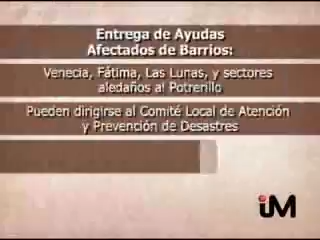 Entrega de Ayudas
Afectados de Barrios:
Venecia, Fátima, Las Lunas, y sectores
aledaños al Potrerillo
Pueden dirigirse al Comité Local de Atención
y Prevención de Desastres
iM